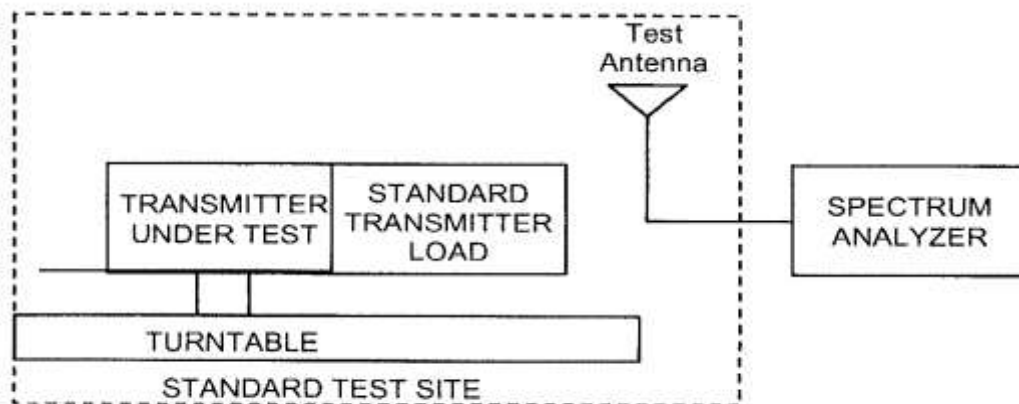 Test
Antenna
TRANSMITTER
UNDER TEST
STANDARD
TRANSMITTER
LOAD
SPECTRUM
ANALYZER
TURNTABLE
STANDARD TEST SITE